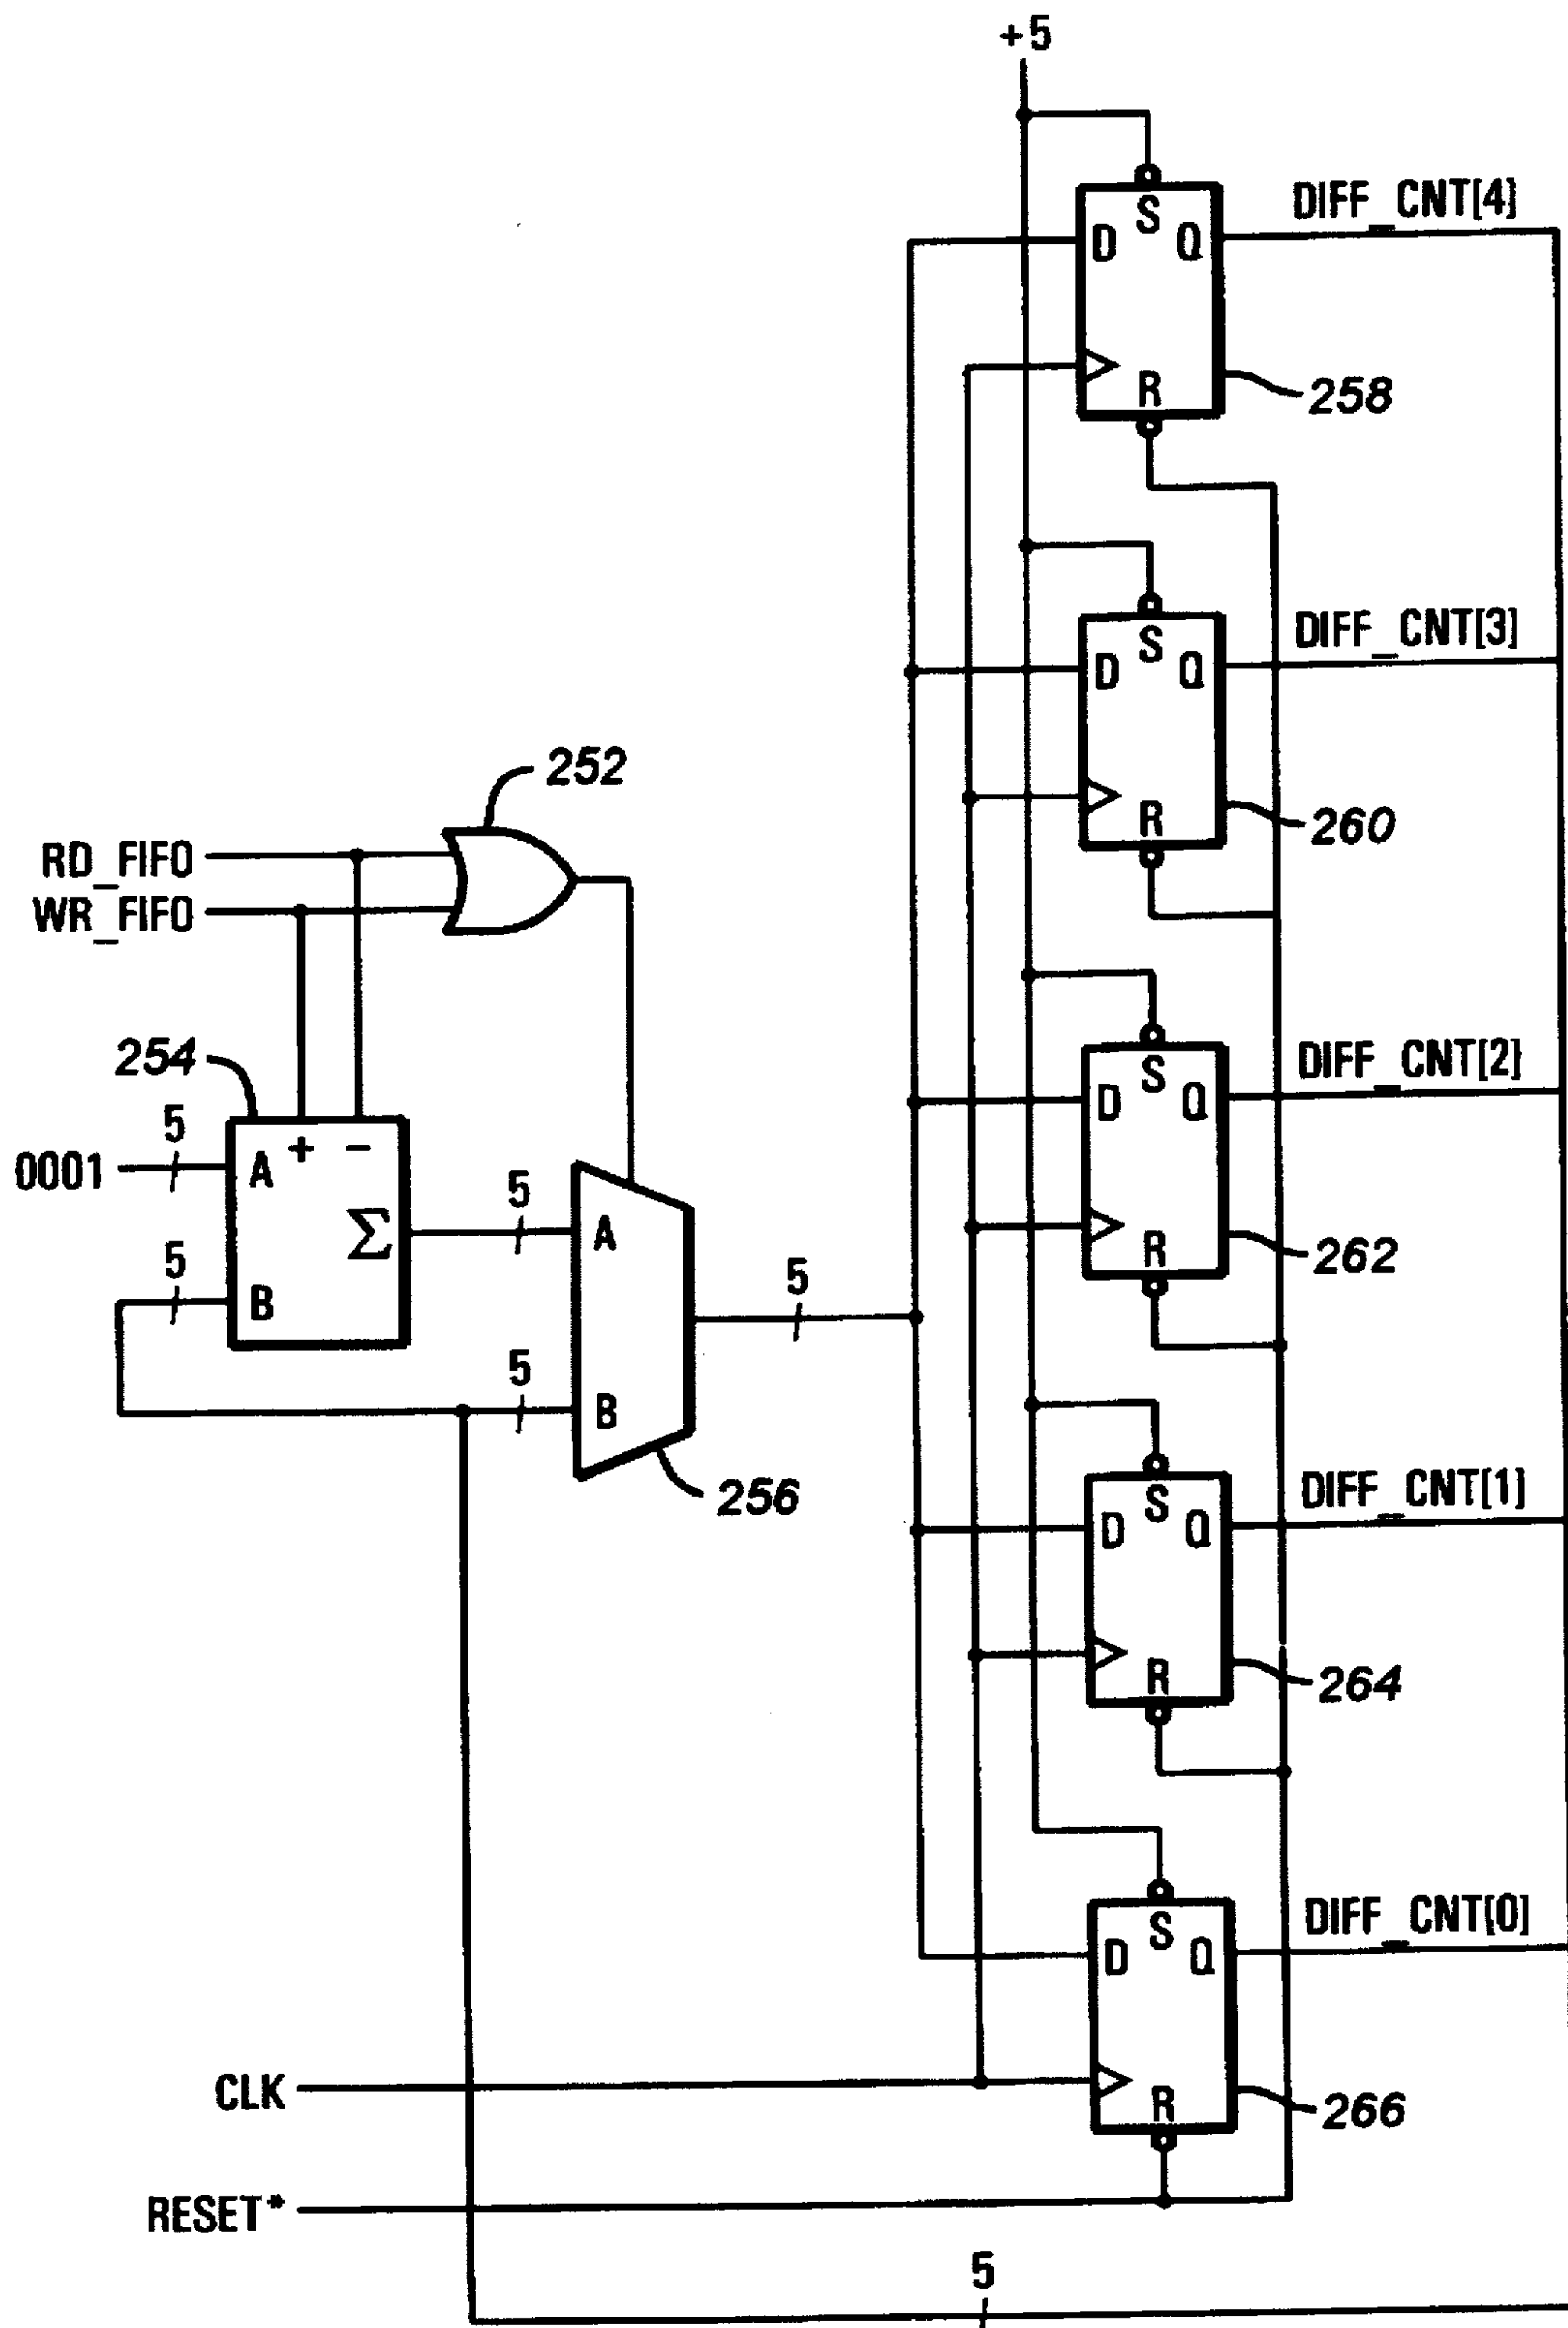 +5
DIFF_CNT[4]
S
D
Q
R
258
DIFF_CNT[3]
S
D
Q
R
260
252
RD_FIFO
WR_FIFO
254
DIFF_CNT[2]
S
D
Q
R
262
5
0001
A
+
−
Σ
5
A
5
B
5
5
B
256
DIFF_CNT[1]
S
D
Q
R
264
DIFF_CNT[0]
S
D
Q
R
266
CLK
RESET*
5